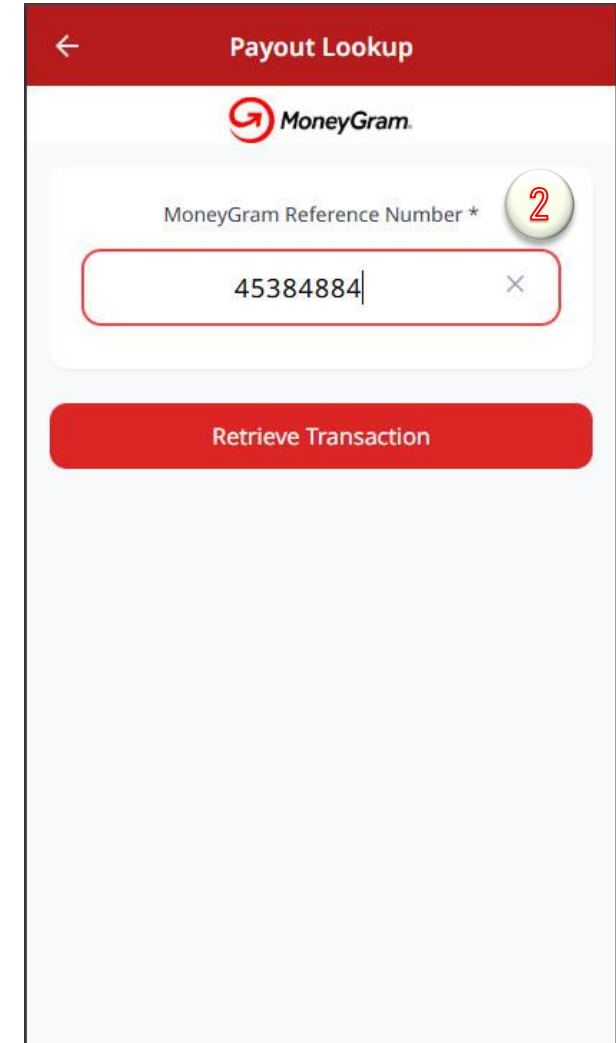 Payout Lookup
MoneyGram.
MoneyGram Reference Number *
2
45384884
Retrieve Transaction